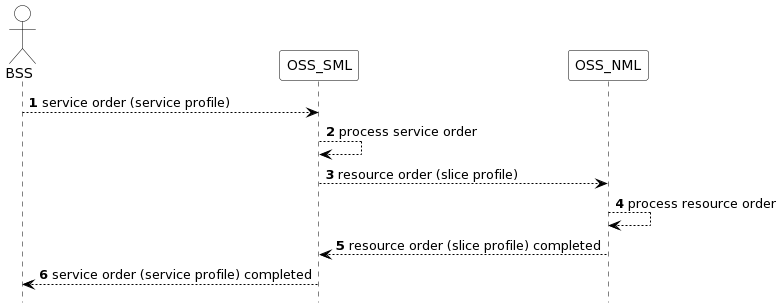 BSS
OSS_SML
OSS_NML
1 service order (service profile)
2 process service order
3 resource order (slice profile)
4 process resource order
5 resource order (slice profile) completed
6 service order (service profile) completed